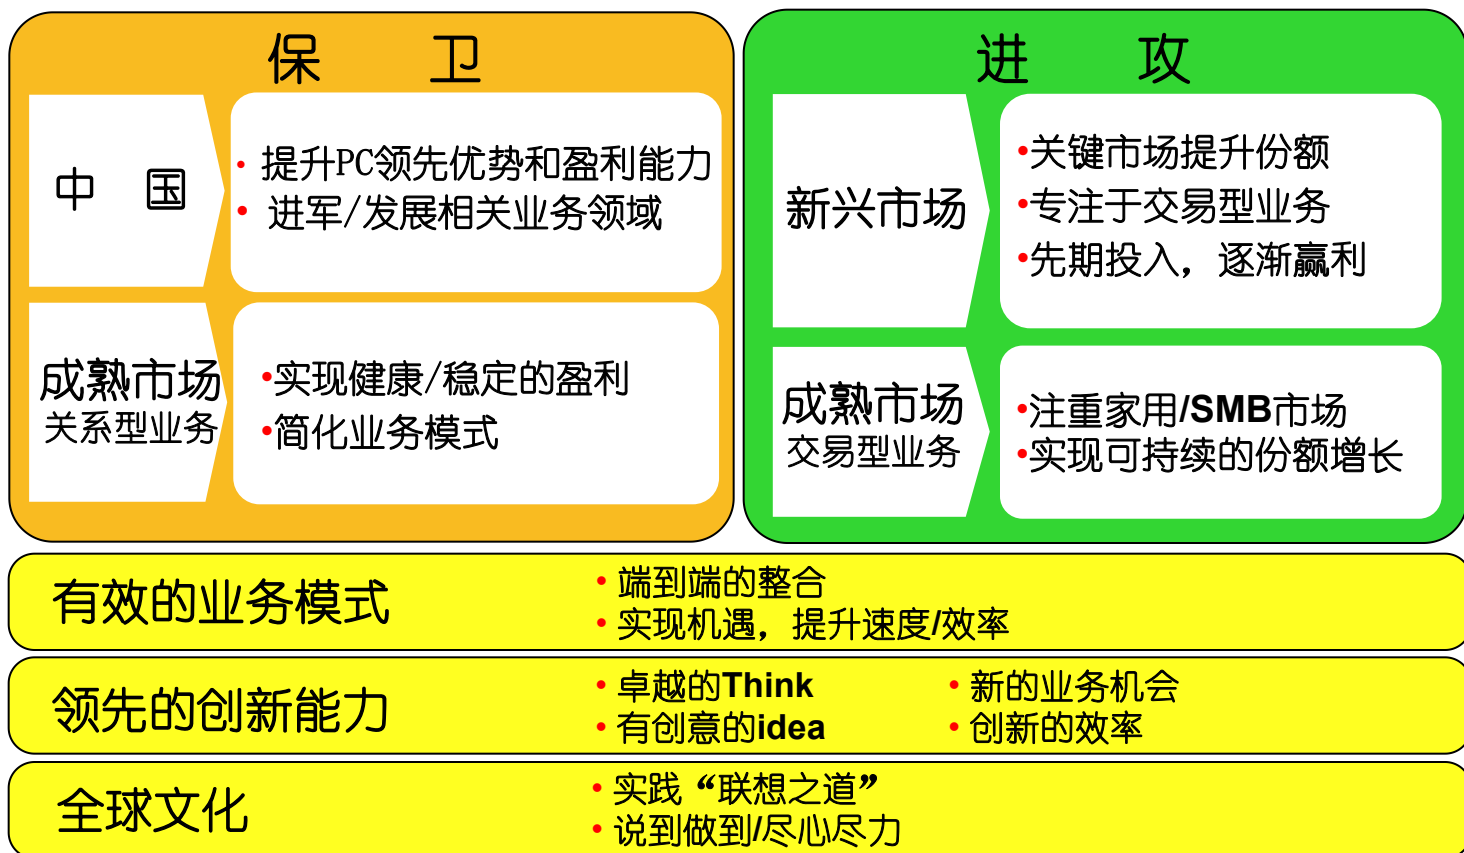 保 卫
中 国
• 提升PC领先优势和盈利能力
• 进军/发展相关业务领域
成熟市场
关系型业务
•实现健康/稳定的盈利
•简化业务模式
进 攻
新兴市场
•关键市场提升份额
•专注于交易型业务
•先期投入，逐渐赢利
成熟市场
交易型业务
•注重家用/SMB市场
•实现可持续的份额增长
有效的业务模式
• 端到端的整合
• 实现机遇，提升速度/效率
领先的创新能力
• 卓越的Think
• 有创意的idea
• 新的业务机会
• 创新的效率
全球文化
• 实践“联想之道”
• 说到做到/尽心尽力